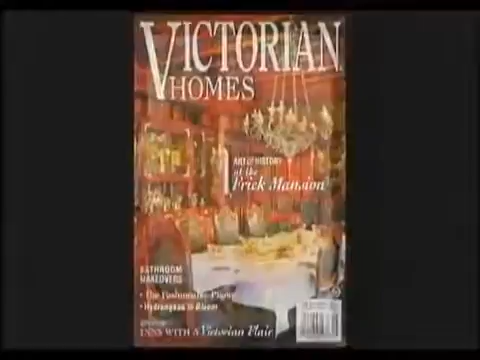 VICTORIAN
HOMES
ART & HISTORY
at the
Frick Mansion
BATHROOM
MAKEOVERS
• Hydrangeas in Bloom
INNS WITH A Victorian Flair